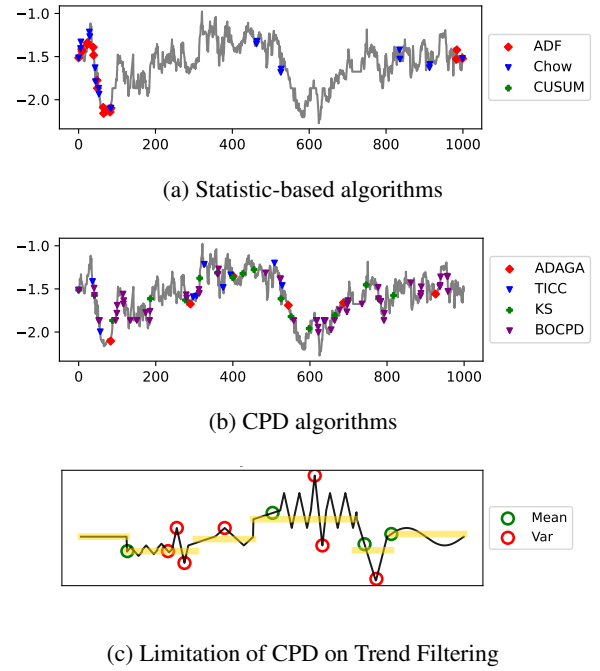 −1.0
−1.5
−2.0
0 200 400 600 800 1000
ADF
Chow
CUSUM
(a) Statistic-based algorithms
−1.0
−1.5
−2.0
0 200 400 600 800 1000
ADAGA
TICC
KS
BOCPD
(b) CPD algorithms
Mean
Var
(c) Limitation of CPD on Trend Filtering